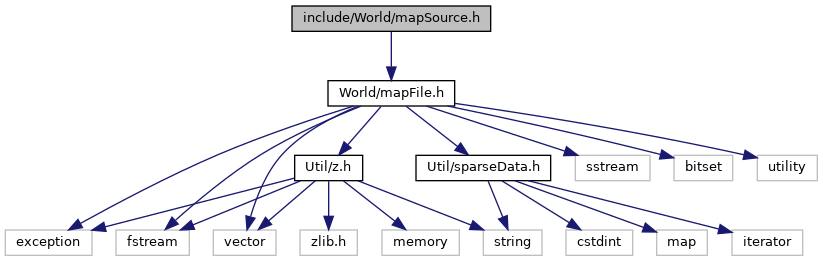 include/World/mapSource.h
World/mapFile.h
Util/z.h
Util/sparseData.h
sstream
bitset
utility
exception
fstream
vector
zlib.h
memory
string
cstdint
map
iterator